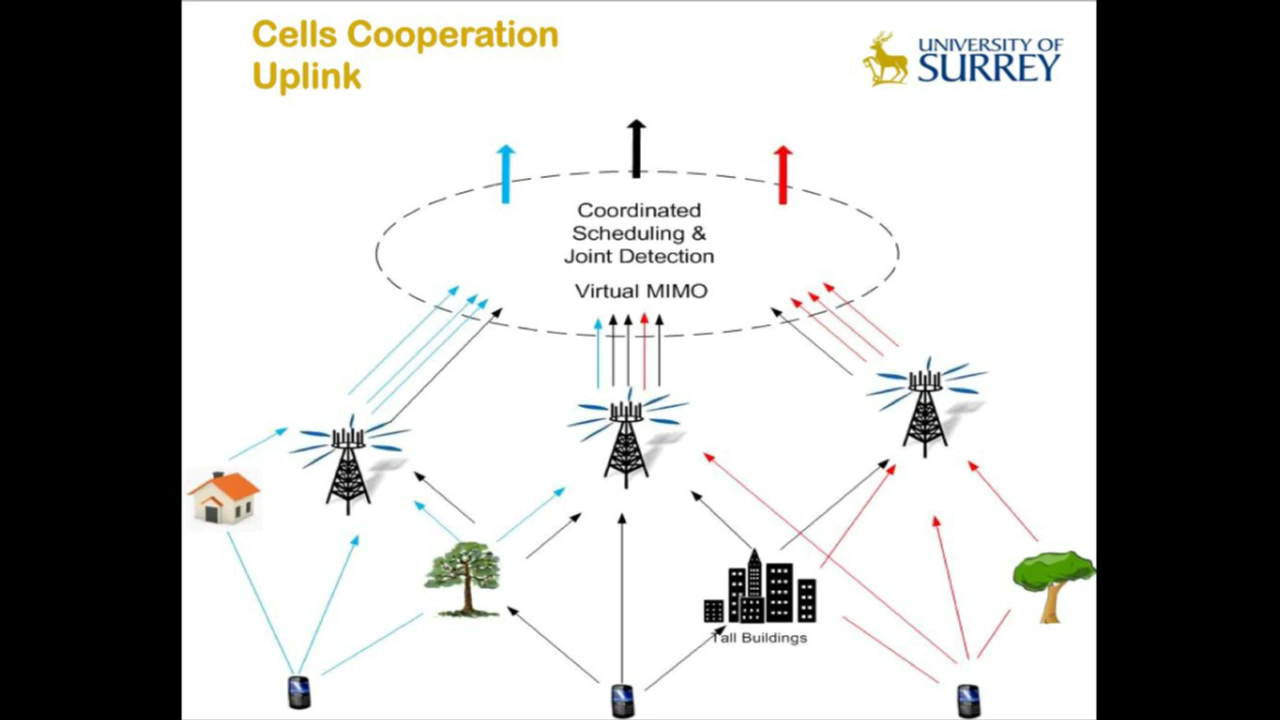 Cells Cooperation
Uplink
UNIVERSITY OF
SURREY
Coordinated
Scheduling &
Joint Detection
Virtual MIMO
Tall Buildings